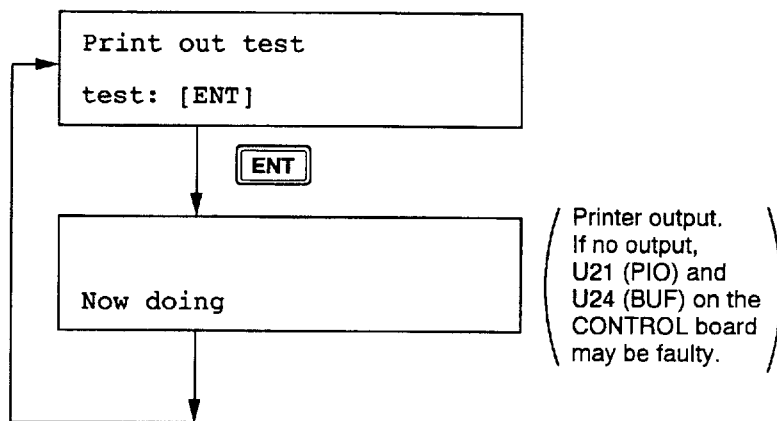 Print out test
test: [ENT]
ENT
Now doing
Printer output.
If no output,
U21 (PIO) and
U24 (BUF) on the
CONTROL board
may be faulty.